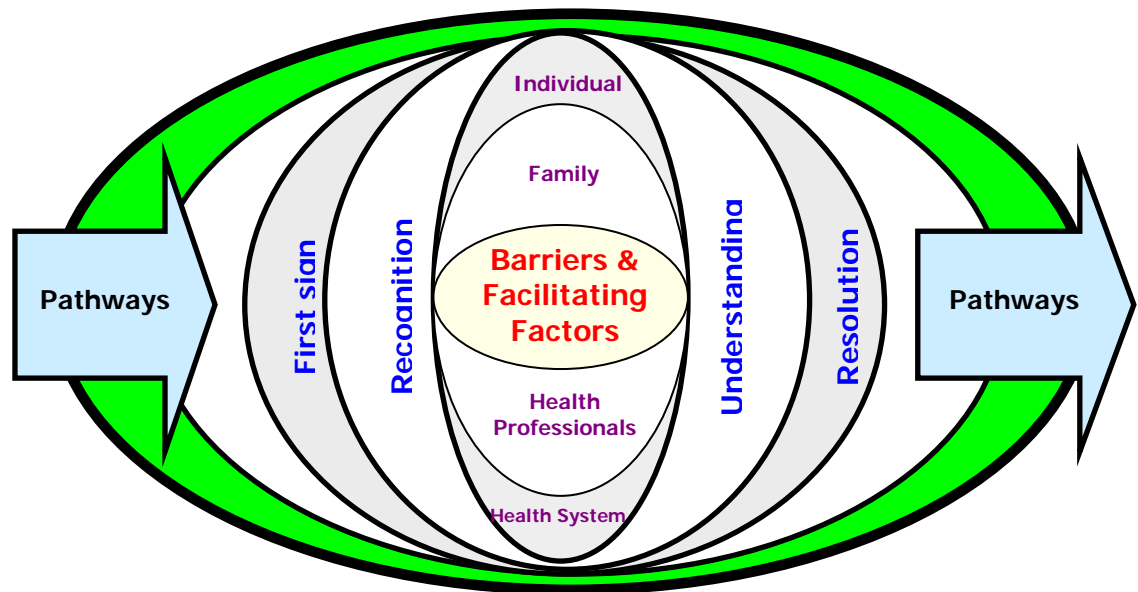 Individual
Family
Barriers &
Facilitating
Factors
Health
Professionals
Health System
Pathways
First sign
Recognition
Understanding
Resolution
Pathways